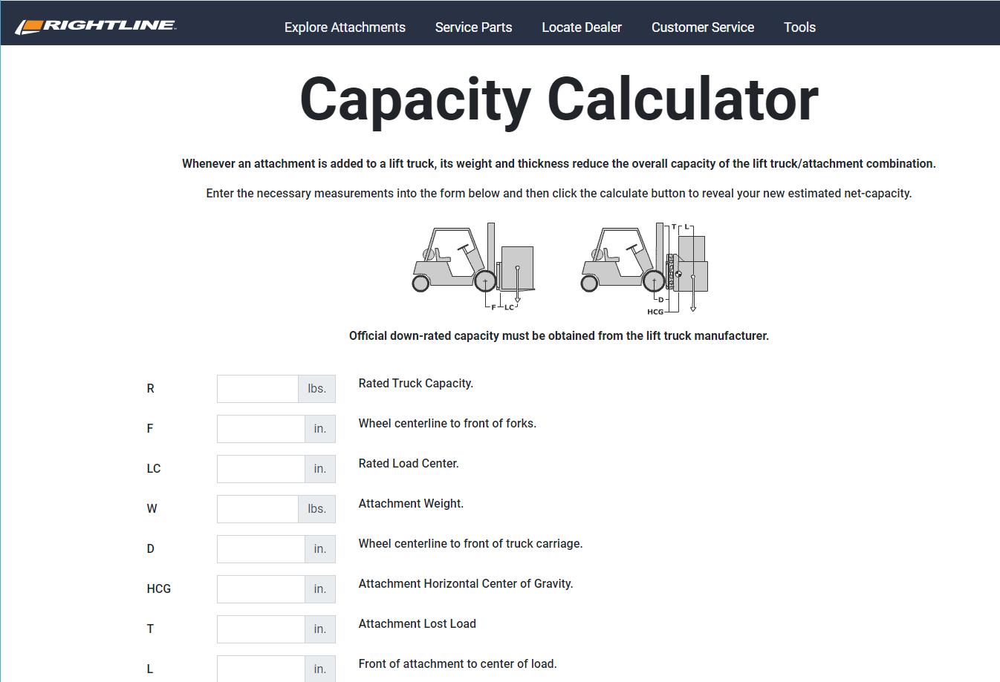 RIGHTLINE
Explore Attachments Service Parts Locate Dealer Customer Service Tools
Capacity Calculator
Whenever an attachment is added to a lift truck, its weight and thickness reduce the overall capacity of the lift truck/attachment combination.
Enter the necessary measurements into the form below and then click the calculate button to reveal your new estimated net-capacity.
T L
F LC
D
HCG
Official down-rated capacity must be obtained from the lift truck manufacturer.
R lbs. Rated Truck Capacity.
F in. Wheel centerline to front of forks.
LC in. Rated Load Center.
W lbs. Attachment Weight.
D in. Wheel centerline to front of truck carriage.
HCG in. Attachment Horizontal Center of Gravity.
T in. Attachment Lost Load
L in. Front of attachment to center of load.